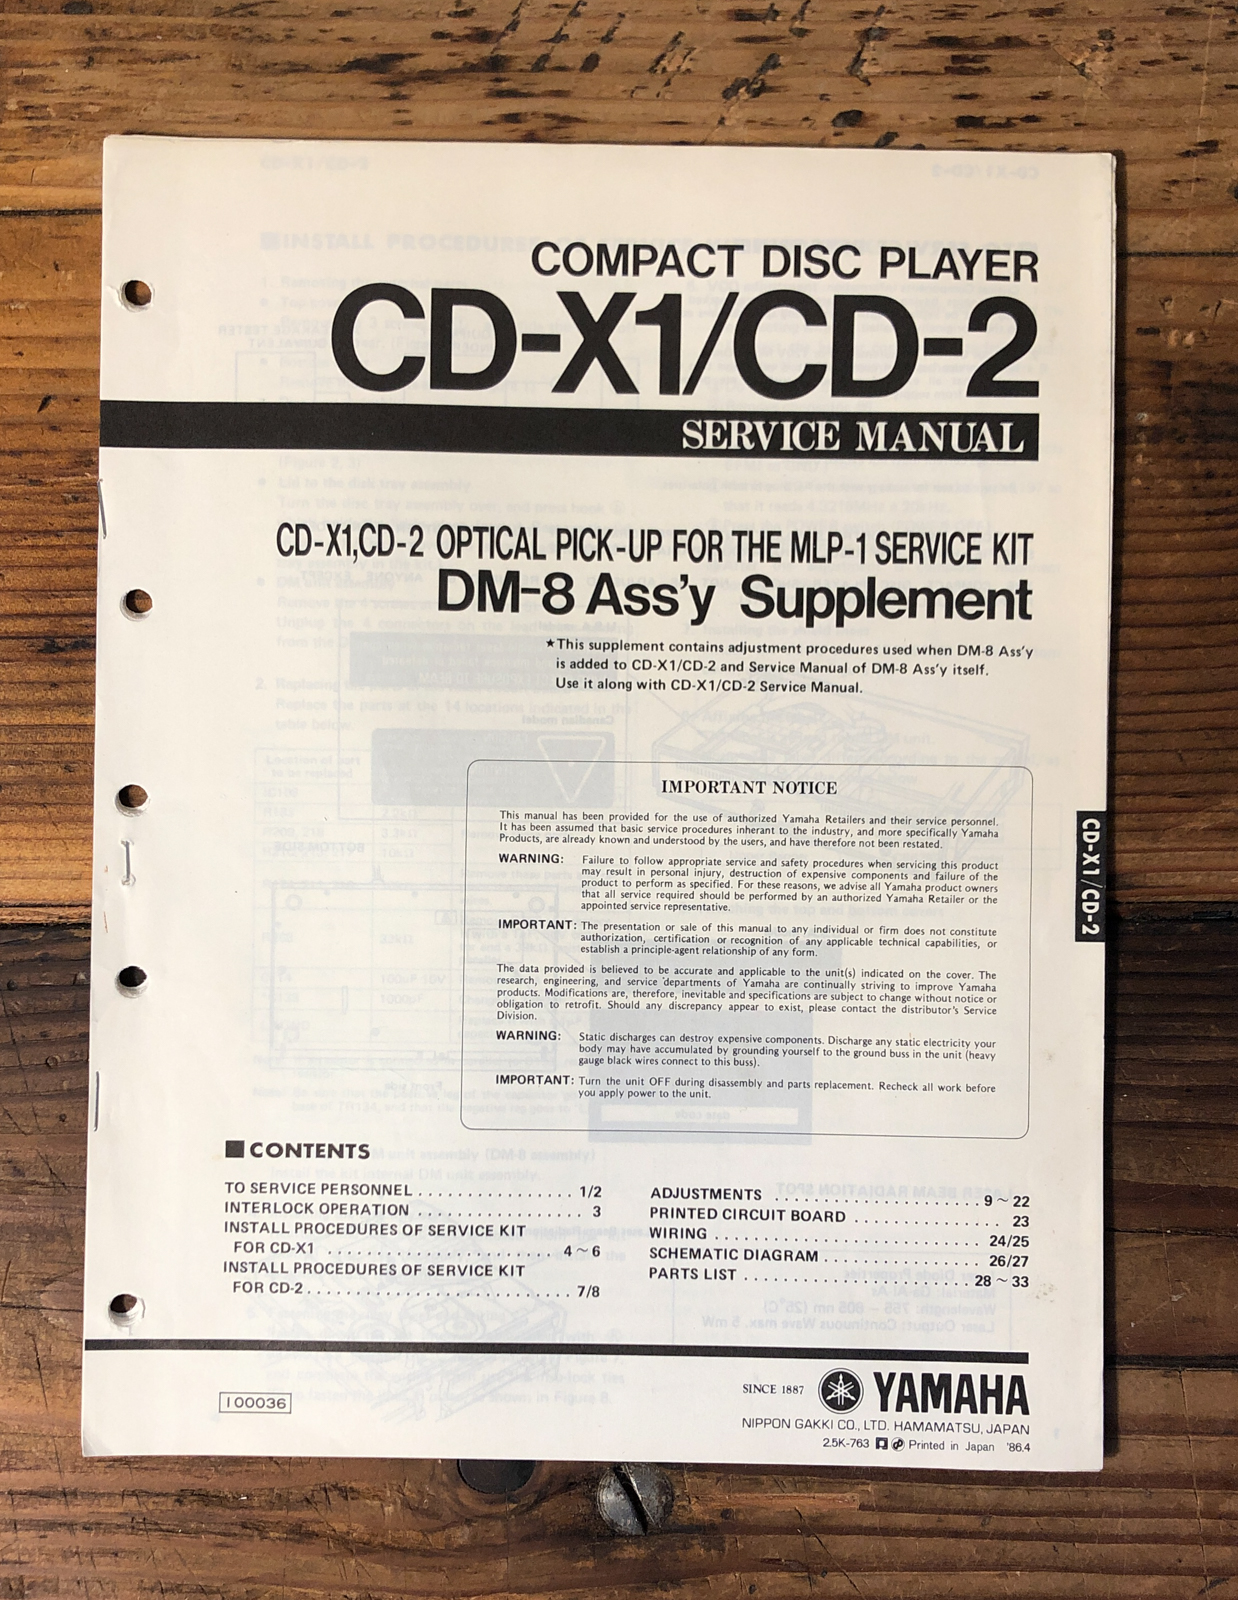 COMPACT DISC PLAYER
CD-X1/CD-2
SERVICE MANUAL
CD-X1,CD-2 OPTICAL PICK-UP FOR THE MLP-1 SERVICE KIT
DM-8 Ass'y Supplement
★This supplement contains adjustment procedures used when DM-8 Ass'y
is added to CD-X1/CD-2 and Service Manual of DM-8 Ass'y itself.
Use it along with CD-X1/CD-2 Service Manual.
IMPORTANT NOTICE
This manual has been provided for the use of authorized Yamaha Retailers and their service personnel.
It has been assumed that basic service procedures inherant to the industry, and more specifically Yamaha
Products, are already known and understood by the users, and have therefore not been restated.
WARNING: Failure to follow appropriate service and safety procedures when servicing this product
may result in personal injury, destruction of expensive components and failure of the
product to perform as specified. For these reasons, we advise all Yamaha product owners
that all service required should be performed by an authorized Yamaha Retailer or the
appointed service representative.
IMPORTANT: The presentation or sale of this manual to any individual or firm does not constitute
authorization, certification or recognition of any applicable technical capabilities, or
establish a principle-agent relationship of any form.
The data provided is believed to be accurate and applicable to the unit(s) indicated on the cover. The
research, engineering, and service departments of Yamaha are continually striving to improve Yamaha
products. Modifications are, therefore, inevitable and specifications are subject to change without notice or
obligation to retrofit. Should any discrepancy appear to exist, please contact the distributor's Service
Division.
WARNING: Static discharges can destroy expensive components. Discharge any static electricity your
body may have accumulated by grounding yourself to the ground buss in the unit (heavy
gauge black wires connect to this buss).
IMPORTANT: Turn the unit OFF during disassembly and parts replacement. Recheck all work before
you apply power to the unit.
CD-X1/CD-2
■ CONTENTS
TO SERVICE PERSONNEL . . . . . . . . . . . . . . . . 1/2
INTERLOCK OPERATION . . . . . . . . . . . . . . . . . 3
INSTALL PROCEDURES OF SERVICE KIT
FOR CD-X1 . . . . . . . . . . . . . . . . . . . . . . . 4 ~ 6
INSTALL PROCEDURES OF SERVICE KIT
FOR CD-2 . . . . . . . . . . . . . . . . . . . . . . . . . . 7/8
ADJUSTMENTS . . . . . . . . . . . . . . . . . . . . . 9 ~ 22
PRINTED CIRCUIT BOARD . . . . . . . . . . . . . . . 23
WIRING . . . . . . . . . . . . . . . . . . . . . . . . . . . 24/25
SCHEMATIC DIAGRAM . . . . . . . . . . . . . . . . 26/27
PARTS LIST . . . . . . . . . . . . . . . . . . . . . . . 28 ~ 33
100036
SINCE 1887 YAMAHA
NIPPON GAKKI CO., LTD. HAMAMATSU, JAPAN
2.5K-763 Printed in Japan '86.4